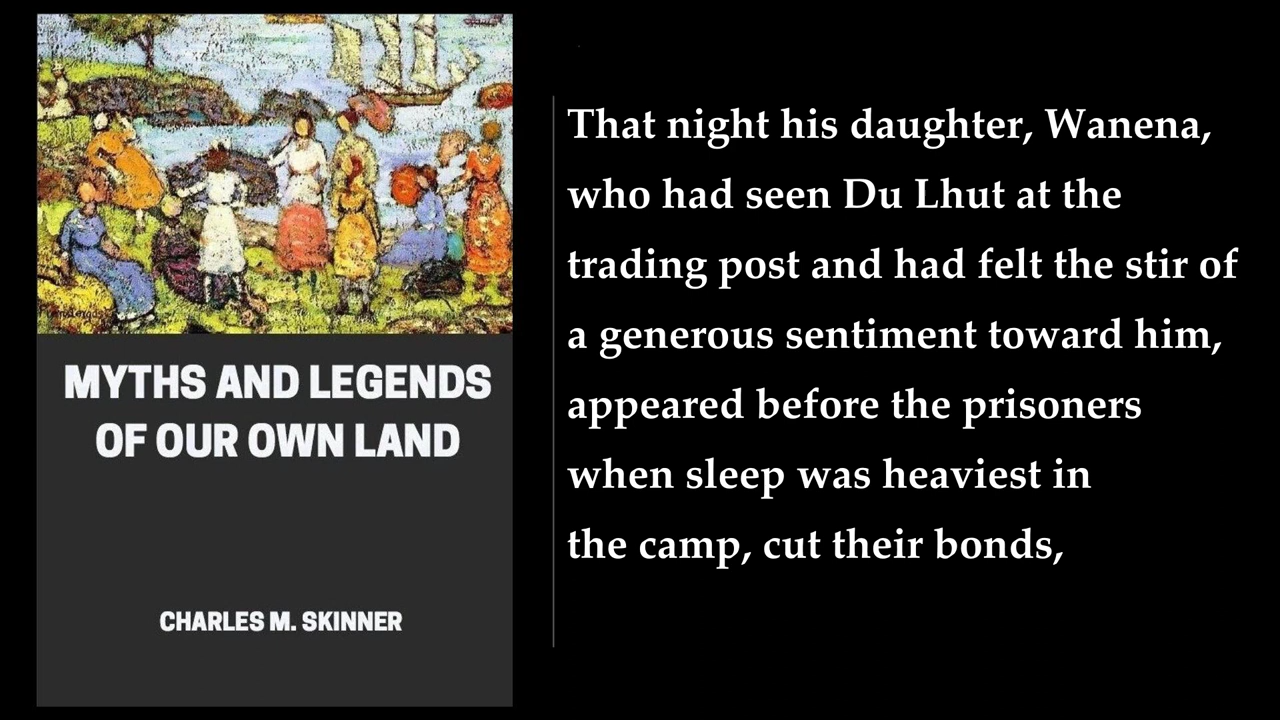 MYTHS AND LEGENDS
OF OUR OWN LAND
CHARLES M. SKINNER
That night his daughter, Wanena,
who had seen Du Lhut at the
trading post and had felt the stir of
a generous sentiment toward him,
appeared before the prisoners
when sleep was heaviest in
the camp, cut their bonds,